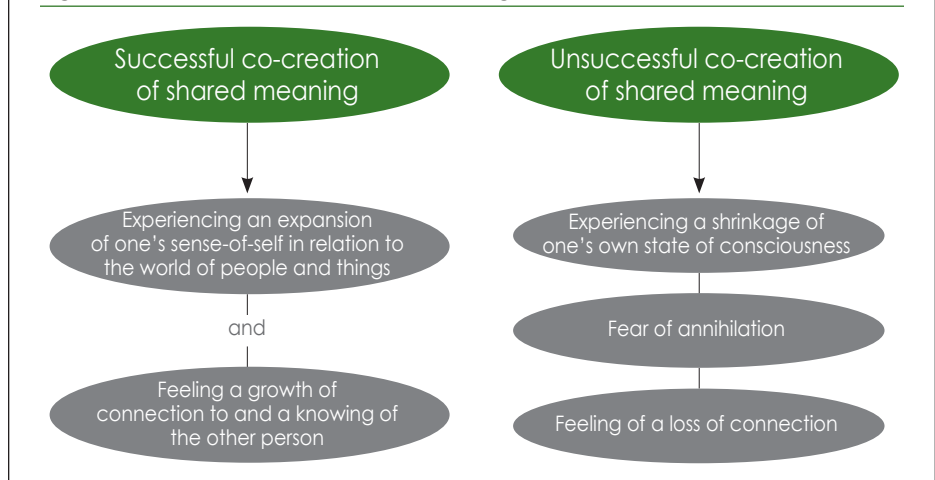 Successful co-creation
of shared meaning
Experiencing an expansion
of one's sense-of-self in relation to
the world of people and things
and
Feeling a growth of
connection to and a knowing of
the other person
Unsuccessful co-creation
of shared meaning
Experiencing a shrinkage of
one's own state of consciousness
Fear of annihilation
Feeling of a loss of connection